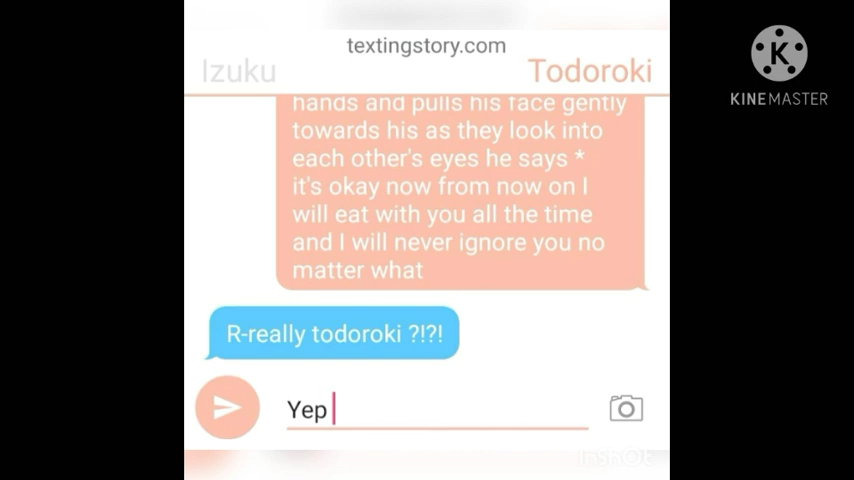 textingstory.com
Izuku
Todoroki
KINEMASTER
hands and pulls his face gently
towards his as they look into
each other's eyes he says *
it's okay now from now on I
will eat with you all the time
and I will never ignore you no
matter what
R-really todoroki ?!?!
Yep
InShOt